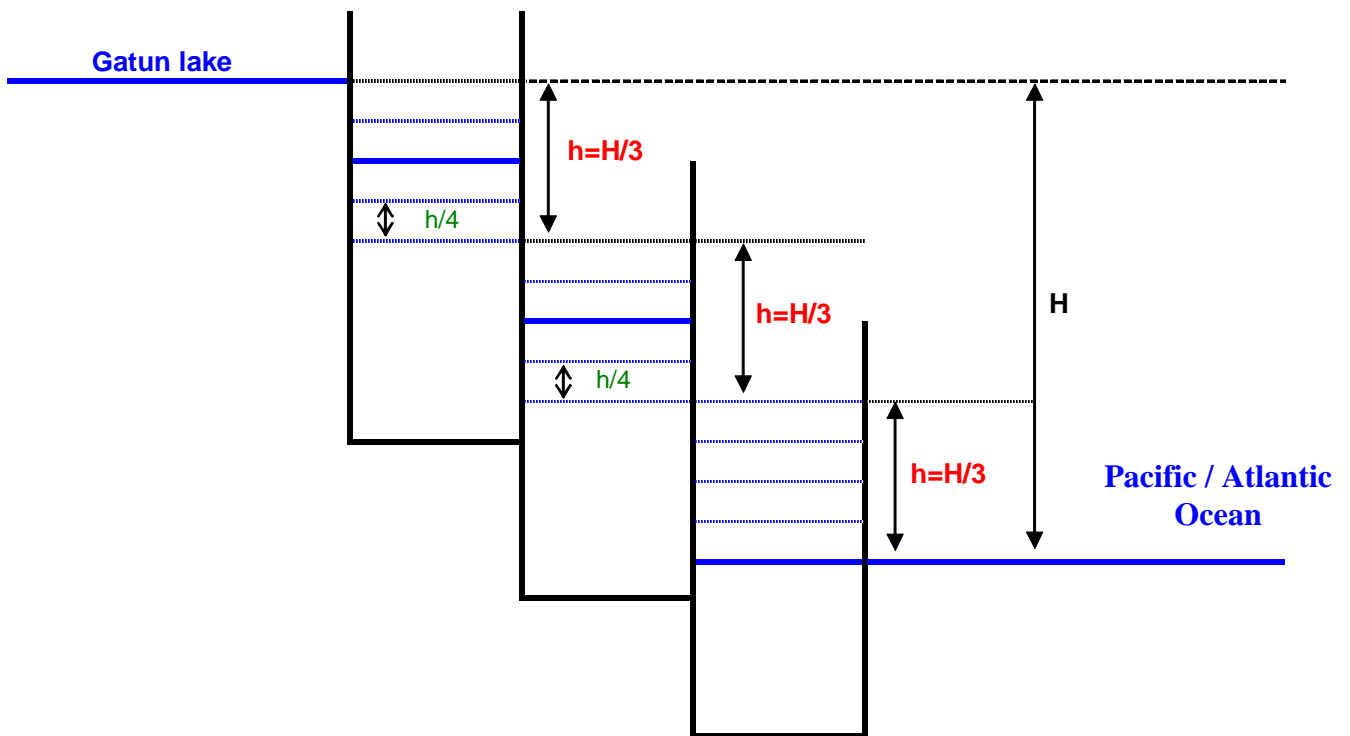 Gatun lake
h=H/3
h/4
h=H/3
H
h/4
h=H/3
Pacific / Atlantic
Ocean